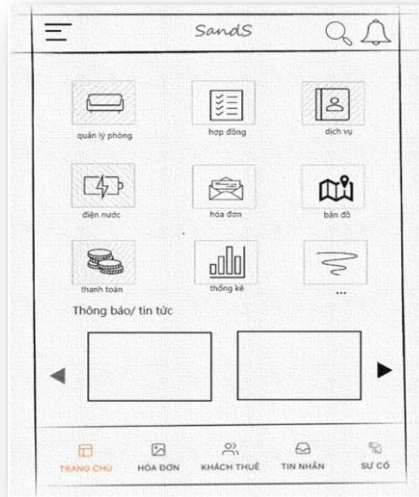 SandS
quản lý phòng hợp đồng dịch vụ
điện nước hóa đơn bản đồ
thanh toán thống kê ...
Thông báo/ tin tức
TRANG CHỦ HÓA ĐƠN KHÁCH THUÊ TIN NHẮN SỰ CỐ